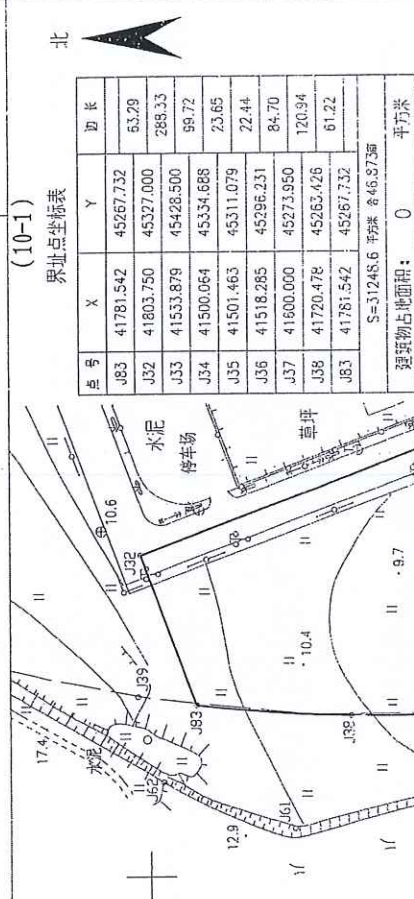 北
(10-1)
界址点坐标表
点号 X Y 边长
J83 41781.542 45267.732
63.29
J32 41803.750 45327.000
288.33
J33 41533.879 45428.500
99.72
J34 41500.064 45334.688
23.65
J35 41501.463 45311.079
22.44
J36 41518.285 45296.231
84.70
J37 41600.000 45273.950
120.94
J38 41720.478 45263.426
61.22
J83 41781.542 45267.732
S=31248.6 平方米 合46.873亩
建筑物占地面积: 0 平方米
水泥
停车场
草坪
10.6
J32
J39
17.4
水泥
J62
J83
10.4
9.7
J38
J61
12.9